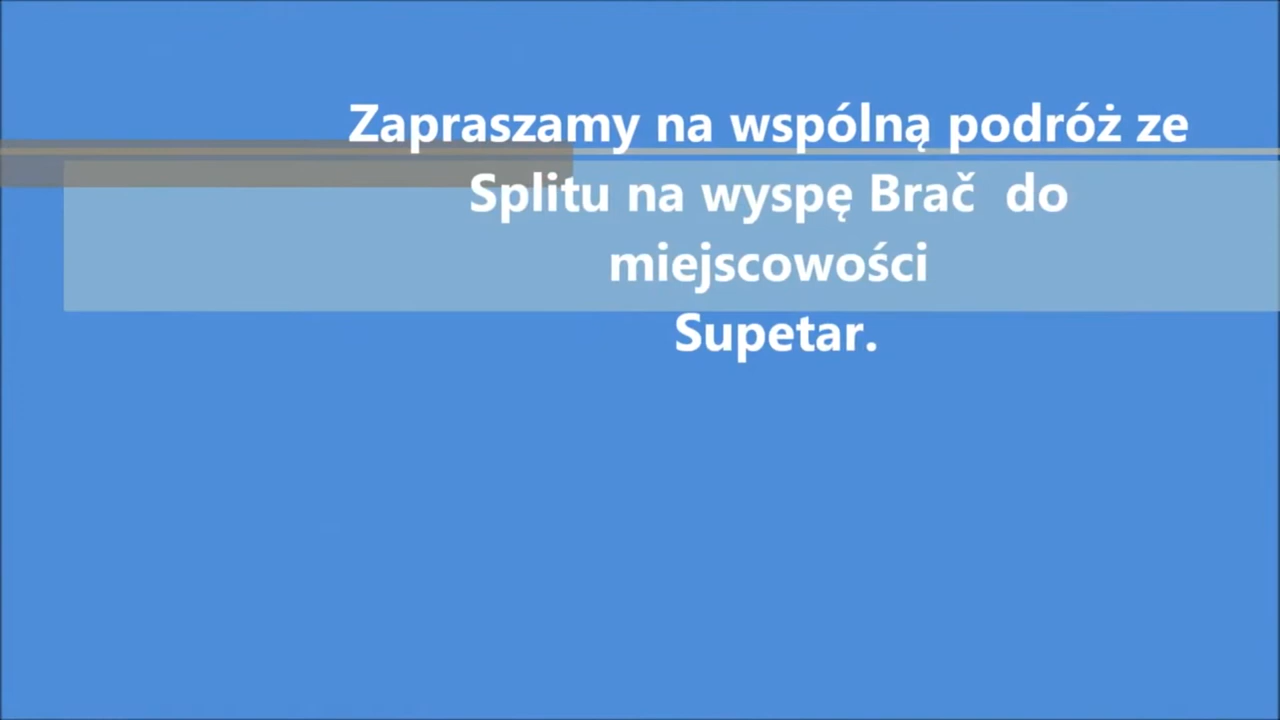 Zapraszamy na wspólną podróż ze
Splitu na wyspę Brač  do
miejscowości
Supetar.